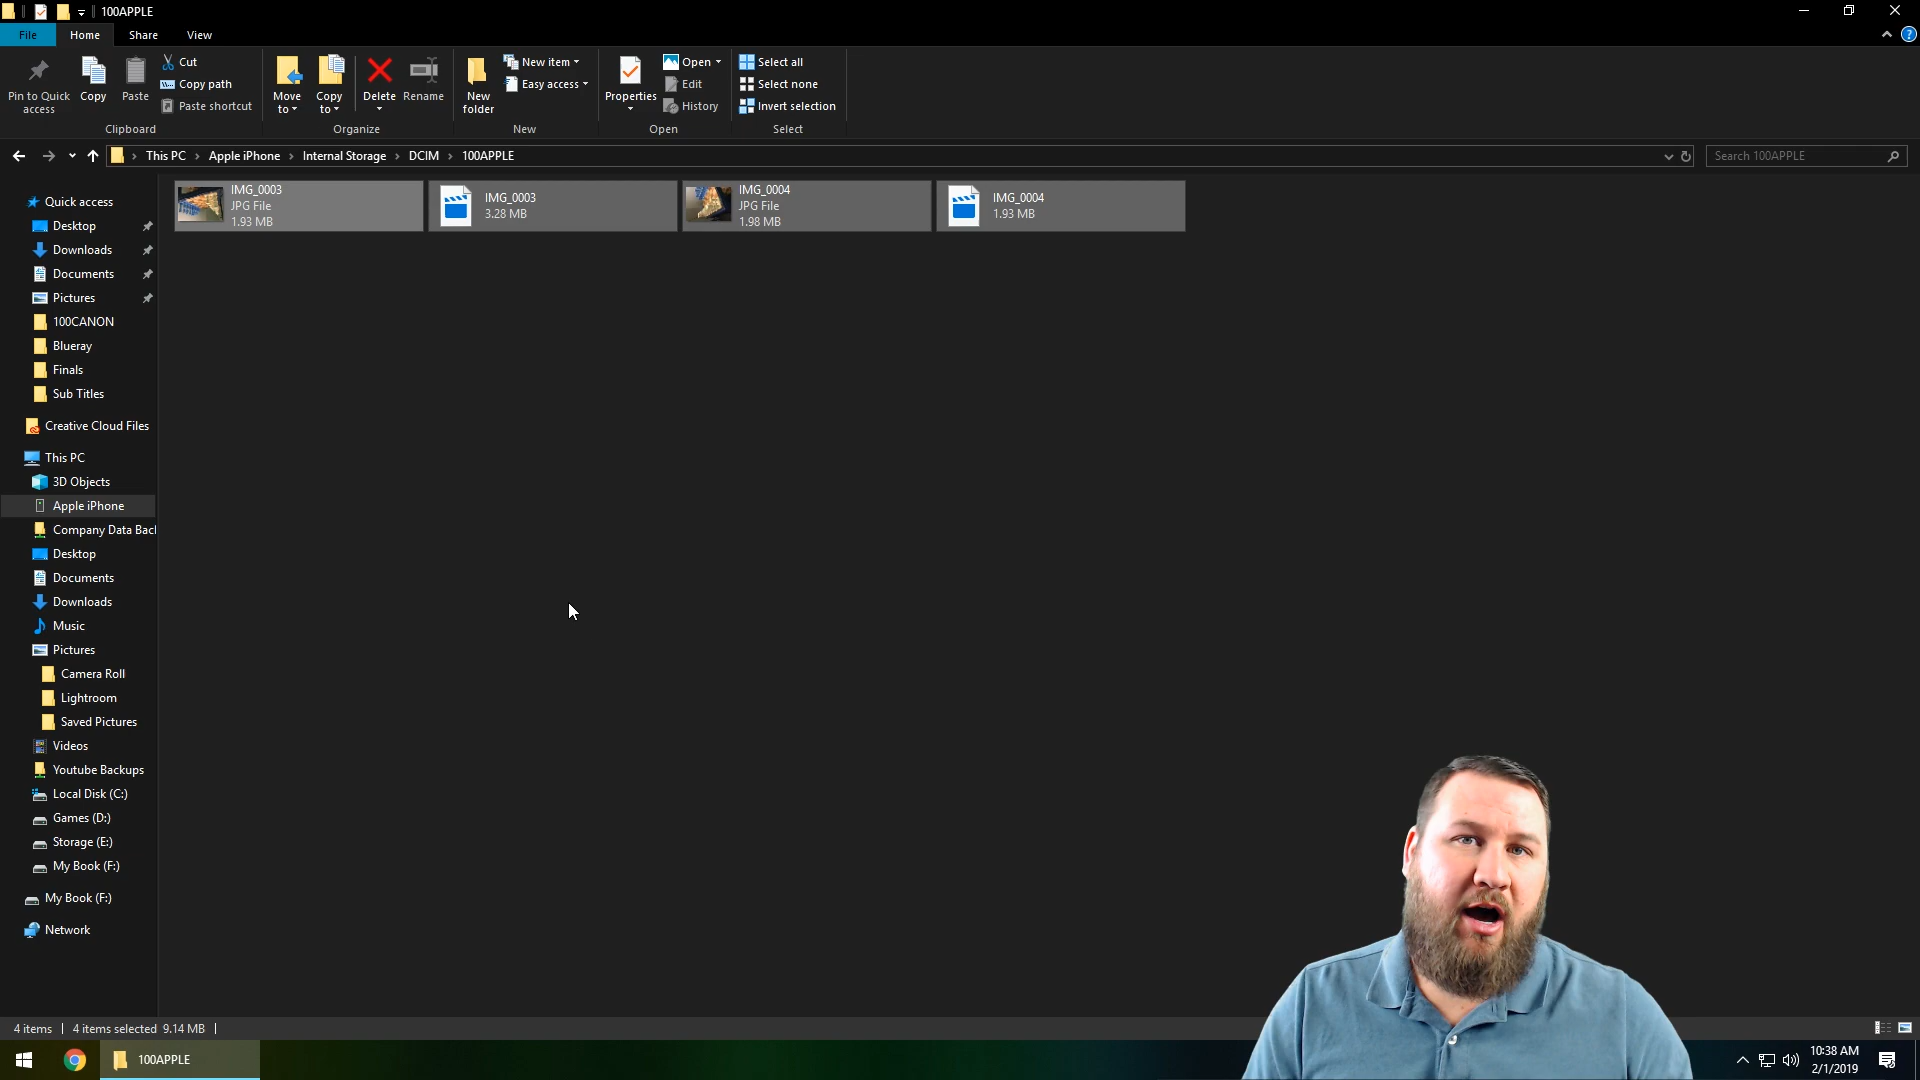 100APPLE
File
Home
Share
View
Pin to Quick
access
Copy
Paste
Cut
Copy path
Paste shortcut
Move
to
Copy
to
Delete
Rename
New
folder
New item
Easy access
Properties
Open
Edit
History
Select all
Select none
Invert selection
Clipboard
Organize
New
Open
Select
This PC
Apple iPhone
Internal Storage
DCIM
100APPLE
Search 100APPLE
Quick access
Desktop
Downloads
Documents
Pictures
100CANON
Blueray
Finals
Sub Titles
Creative Cloud Files
This PC
3D Objects
Apple iPhone
Company Data Bac
Desktop
Documents
Downloads
Music
Pictures
Camera Roll
Lightroom
Saved Pictures
Videos
Youtube Backups
Local Disk (C:)
Games (D:)
Storage (E:)
My Book (F:)
My Book (F:)
Network
IMG_0003
JPG File
1.93 MB
IMG_0003
3.28 MB
IMG_0004
JPG File
1.98 MB
IMG_0004
1.93 MB
4 items
4 items selected 9.14 MB
100APPLE
10:38 AM
2/1/2019